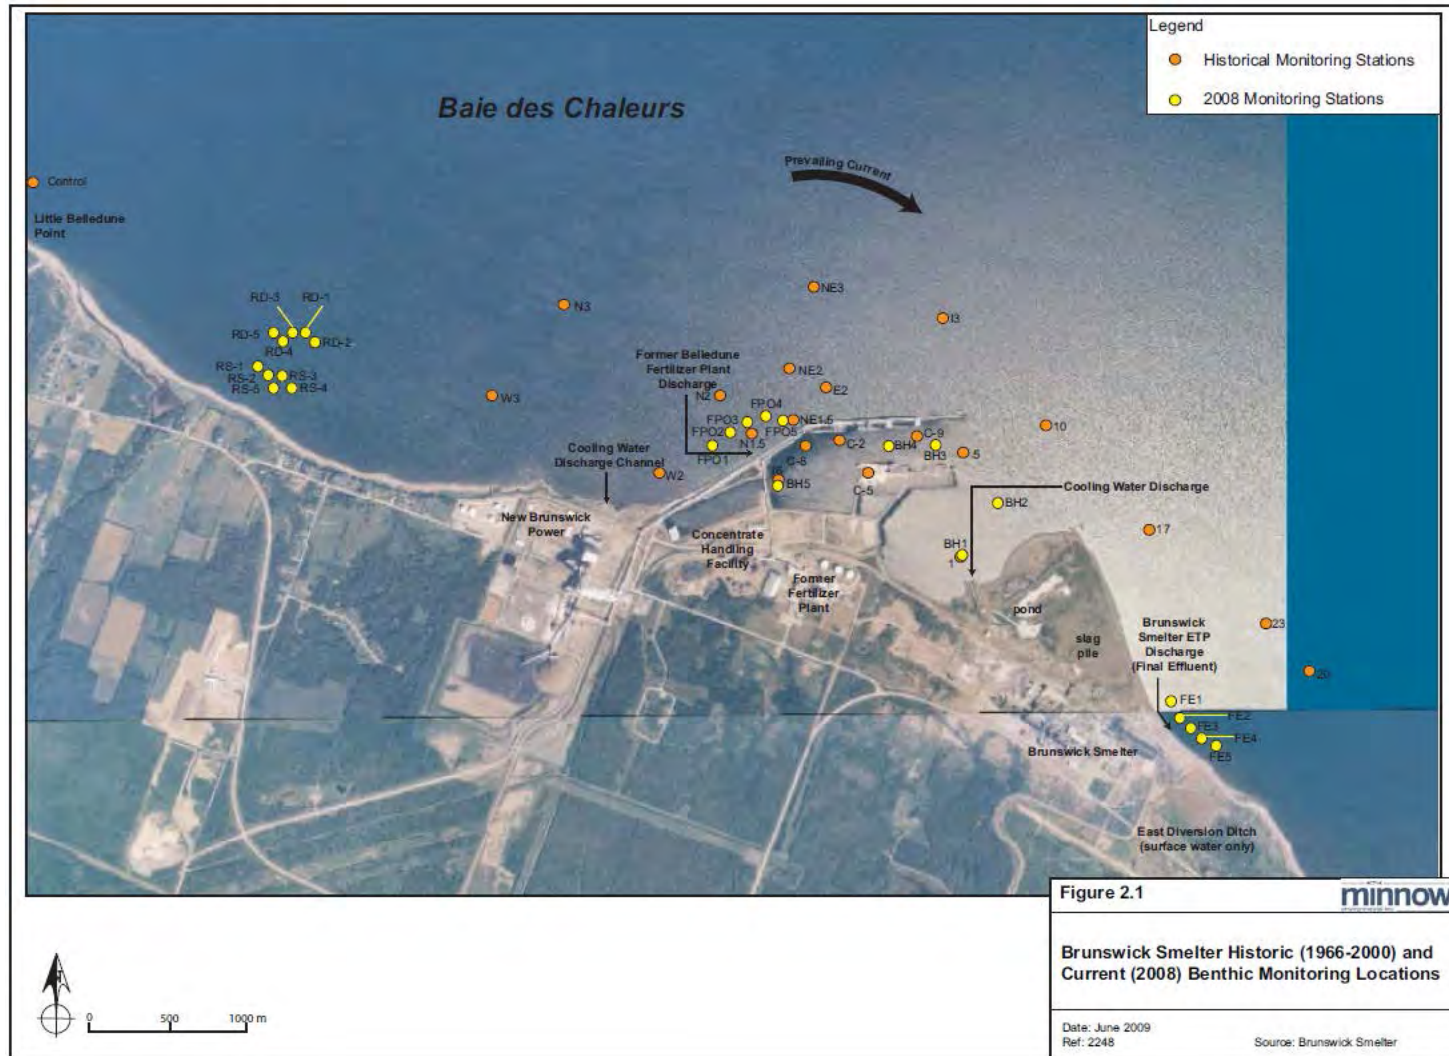 Legend
Historical Monitoring Stations
2008 Monitoring Stations
Baie des Chaleurs
Prevailing Current
Control
Little Belledune
Point
NE3
RD-3
RD-1
N3
I3
RD-5
RD-4
RD-2
Former Belledune
Fertilizer Plant
Discharge
RS-1
RS-2
RS-3
RS-5
RS-4
NE2
E2
W3
N2
FPO4
FPO3
NE1.5
FPO2
N1.5
FPO5
FPO1
10
C-2
C-9
BH4
BH3
5
C-6
Cooling Water
Discharge Channel
W2
BH5
C-5
Cooling Water Discharge
BH2
New Brunswick
Power
Concentrate
Handling
Facility
17
BH1
1
Former
Fertilizer
Plant
pond
slag
pile
Brunswick
Smelter ETP
Discharge
(Final Effluent)
23
20
FE1
FE2
FE3
FE4
FE5
Brunswick Smelter
East Diversion Ditch
(surface water only)
Figure 2.1
minnow
Brunswick Smelter Historic (1966-2000) and
Current (2008) Benthic Monitoring Locations
N
0 500 1000 m
Date: June 2009
Ref: 2248
Source: Brunswick Smelter